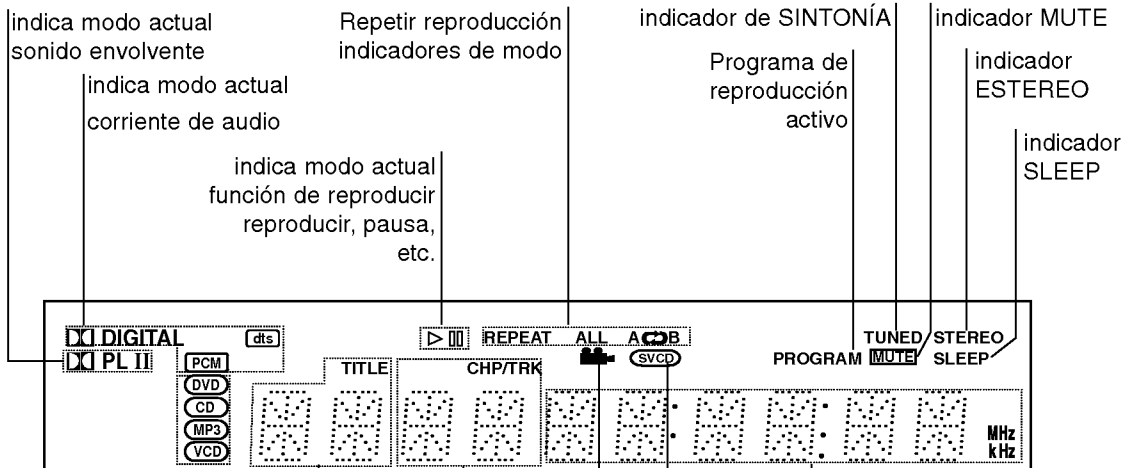 indica modo actual
sonido envolvente
indica modo actual
corriente de audio
indica modo actual
función de reproducir
reproducir, pausa,
etc.
Repetir reproducción
indicadores de modo
indicador de SINTONÍA
Programa de
reproducción
activo
indicador MUTE
indicador
ESTEREO
indicador
SLEEP
DIGITAL dts
PL II
PCM
DVD
CD
MP3
VCD
TITLE
CHP/TRK
REPEAT ALL A B
SVCD
TUNED STEREO
PROGRAM MUTE SLEEP
MHz
kHz